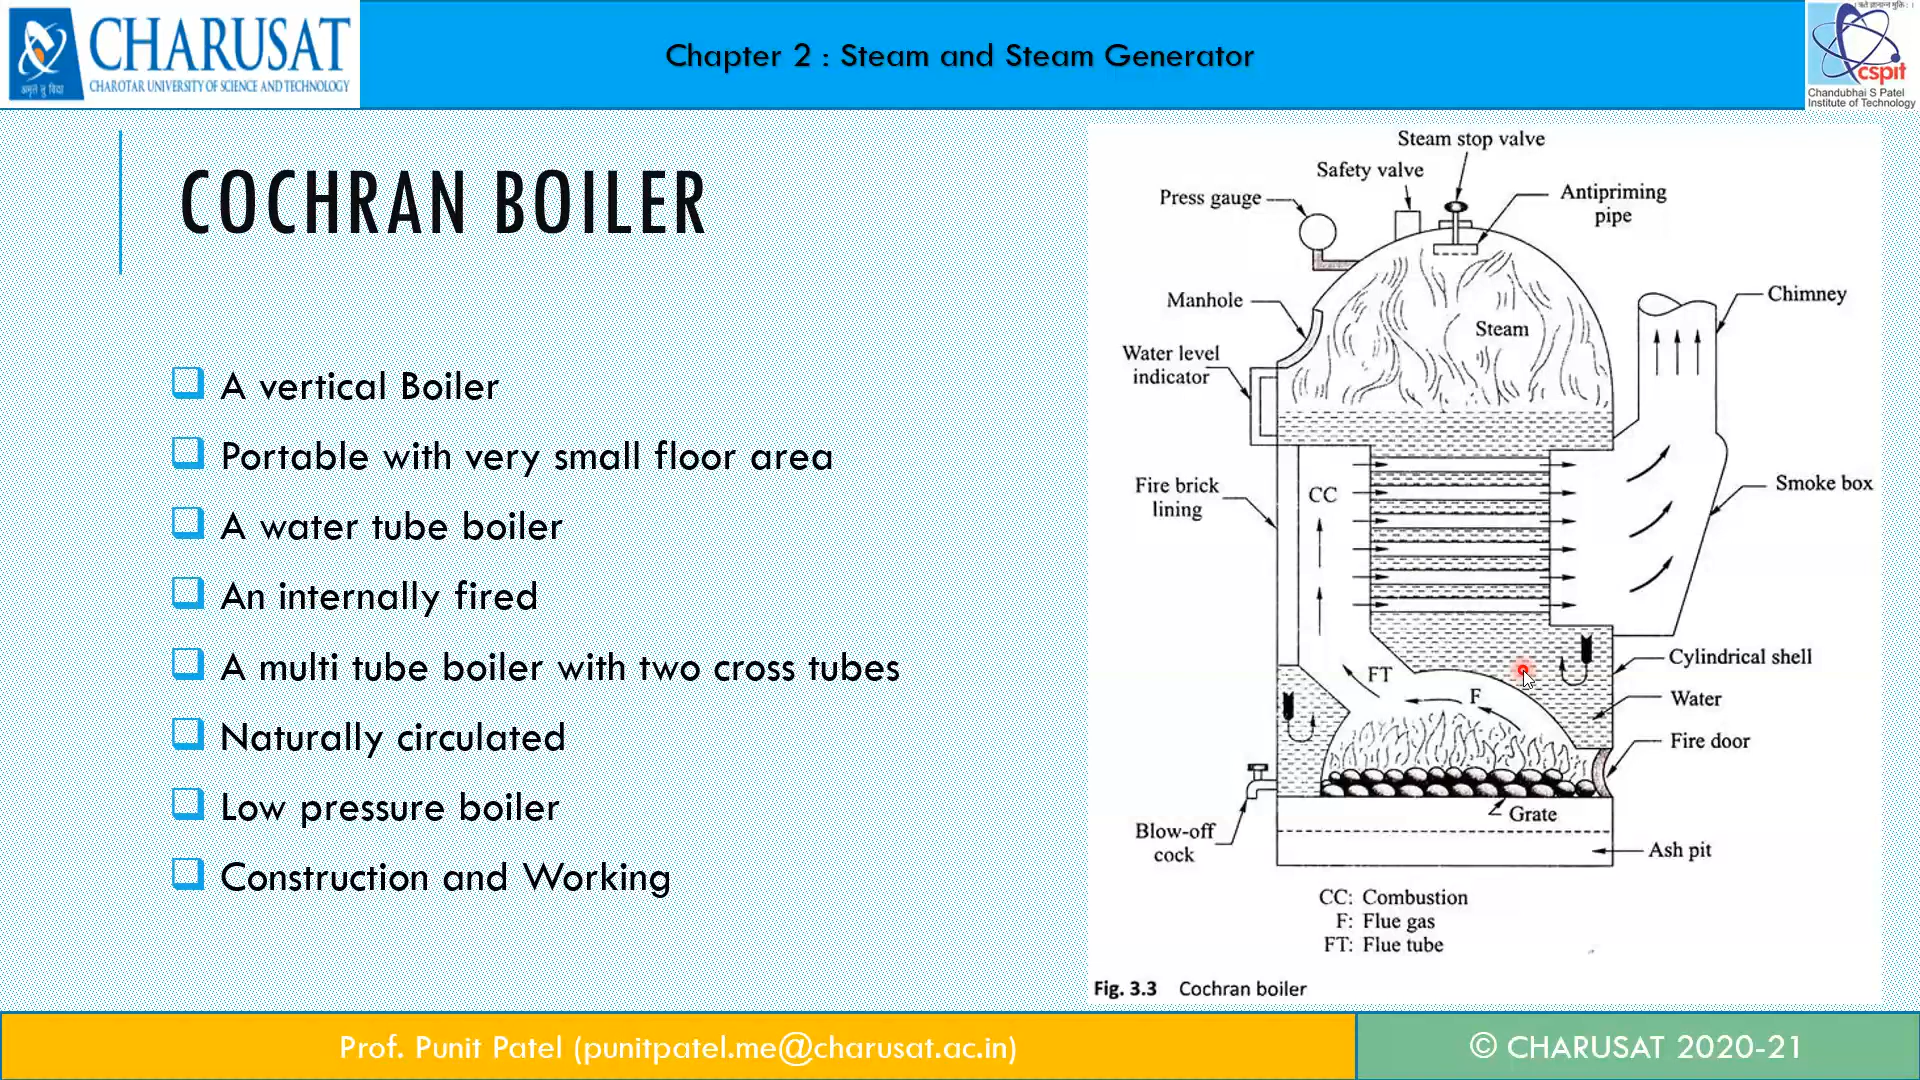 CHARUSAT
CHAROTAR UNIVERSITY OF SCIENCE AND TECHNOLOGY
Chapter 2 : Steam and Steam Generator
cspit
Chandubhai S Patel
Institute of Technology
COCHRAN BOILER
A vertical Boiler
Portable with very small floor area
A water tube boiler
An internally fired
A multi tube boiler with two cross tubes
Naturally circulated
Low pressure boiler
Construction and Working
Steam stop valve
Safety valve
Press gauge
Antipriming
pipe
Manhole
Chimney
Steam
Water level
indicator
Fire brick
lining
CC
Smoke box
Cylindrical shell
FT
F
Water
Fire door
Grate
Blow-off
cock
Ash pit
CC: Combustion
F: Flue gas
FT: Flue tube
Fig. 3.3 Cochran boiler
Prof. Punit Patel (punitpatel.me@charusat.ac.in)
© CHARUSAT 2020-21